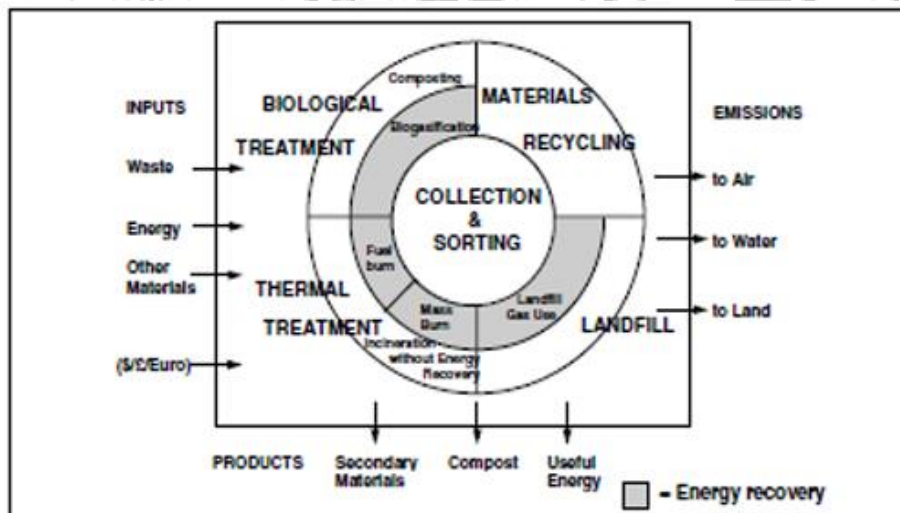 INPUTS
Waste
Energy
Other
Materials
($/£/Euro)
BIOLOGICAL
TREATMENT
Composting
Biogasification
MATERIALS
RECYCLING
COLLECTION
&
SORTING
Fuel
burn
THERMAL
TREATMENT
Mass
Burn
Incineration
without Energy
Recovery
Landfill
Gas Use
LANDFILL
EMISSIONS
to Air
to Water
to Land
PRODUCTS
Secondary
Materials
Compost
Useful
Energy
= Energy recovery